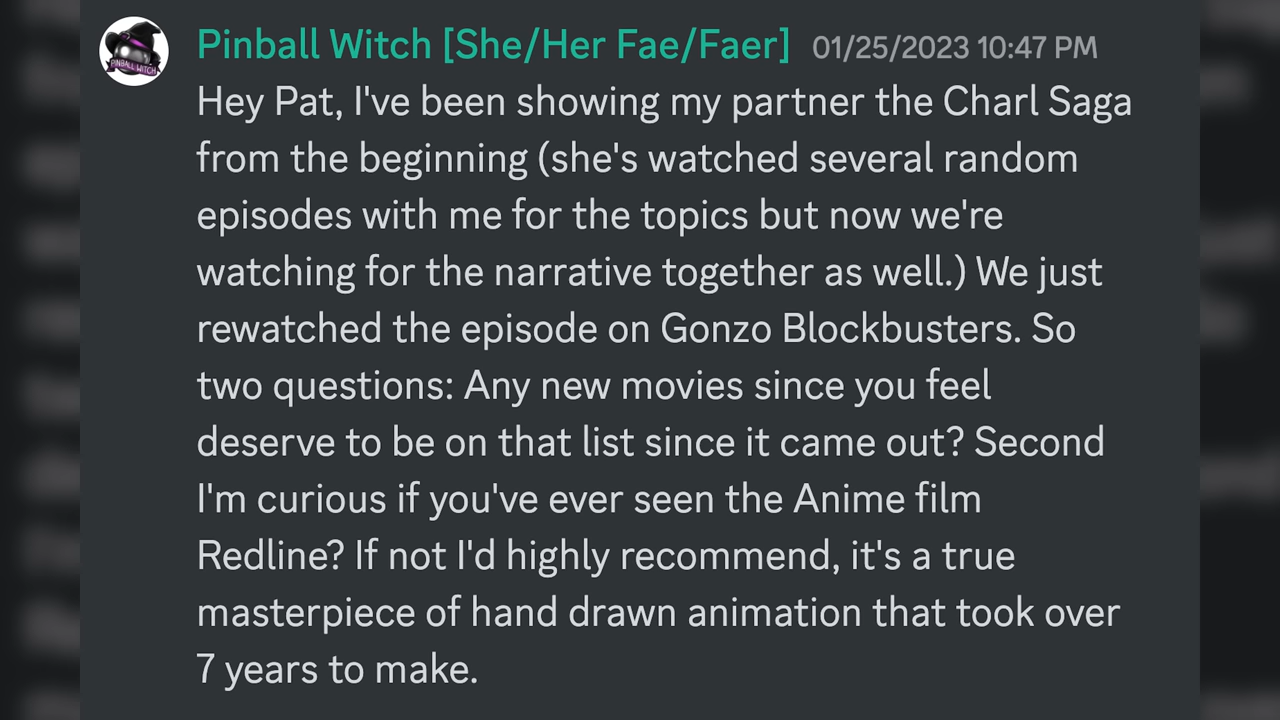 Pinball Witch [She/Her Fae/Faer] 01/25/2023 10:47 PM
PINBALL WITCH
Hey Pat, I've been showing my partner the Charl Saga
from the beginning (she's watched several random
episodes with me for the topics but now we're
watching for the narrative together as well.) We just
rewatched the episode on Gonzo Blockbusters. So
two questions: Any new movies since you feel
deserve to be on that list since it came out? Second
I'm curious if you've ever seen the Anime film
Redline? If not I'd highly recommend, it's a true
masterpiece of hand drawn animation that took over
7 years to make.